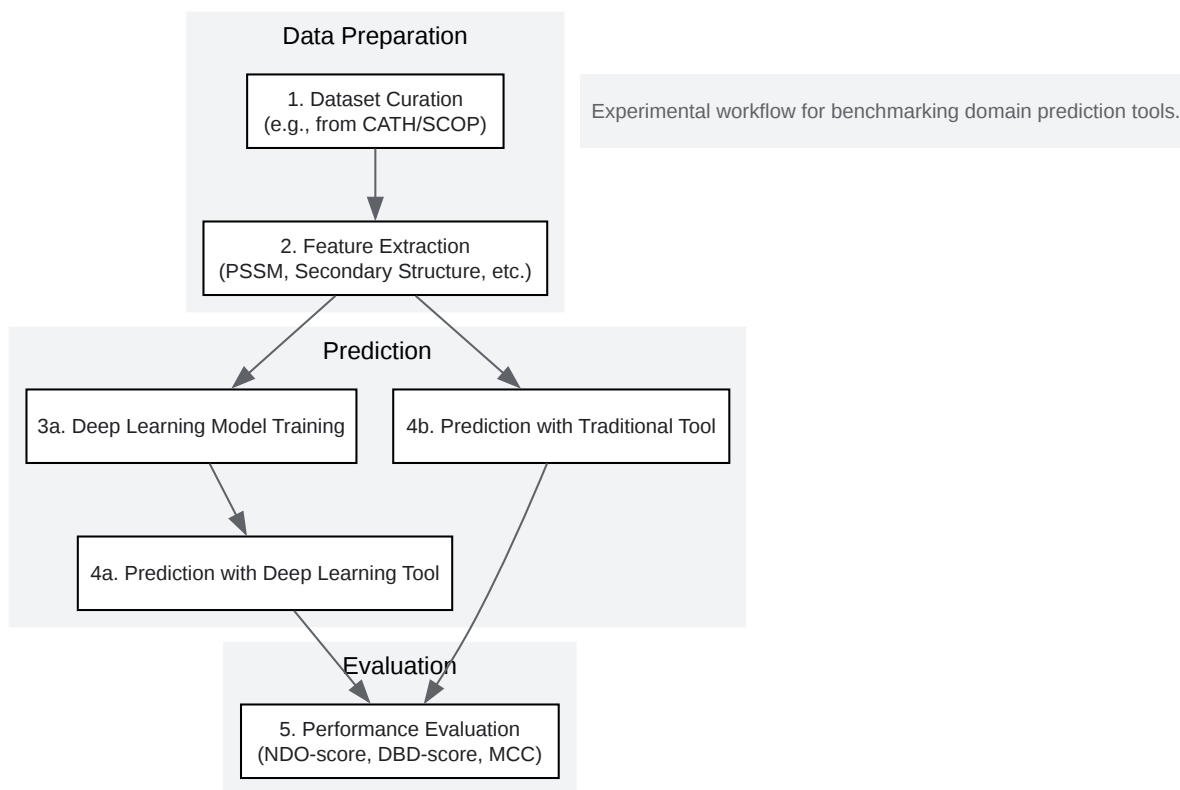 Data Preparation
1. Dataset Curation
(e.g., from CATH/SCOP)
Experimental workflow for benchmarking domain prediction tools.
2. Feature Extraction
(PSSM, Secondary Structure, etc.)
Prediction
3a. Deep Learning Model Training
4b. Prediction with Traditional Tool
4a. Prediction with Deep Learning Tool
Evaluation
5. Performance Evaluation
(NDO-score, DBD-score, MCC)